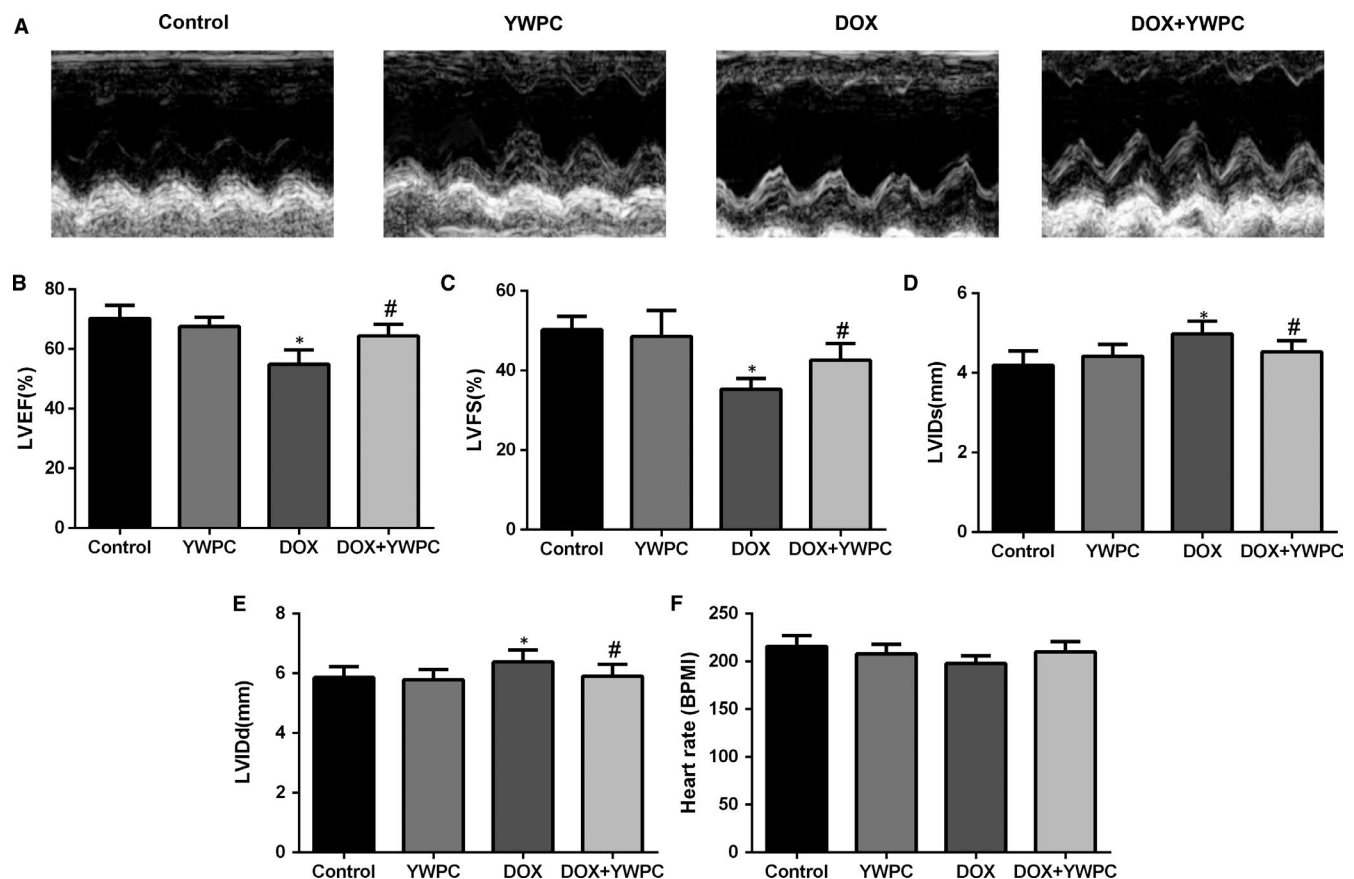 A
Control
YWPC
DOX
DOX+YWPC
B
LVEF(%)
80
60
40
20
0
*
#
Control
YWPC
DOX
DOX+YWPC
C
LVFS(%)
60
40
20
0
*
#
Control
YWPC
DOX
DOX+YWPC
D
LVIDs(mm)
6
4
2
0
*
#
Control
YWPC
DOX
DOX+YWPC
E
LVIDd(mm)
8
6
4
2
0
*
#
Control
YWPC
DOX
DOX+YWPC
F
Heart rate (BPMI)
250
200
150
100
50
0
Control
YWPC
DOX
DOX+YWPC